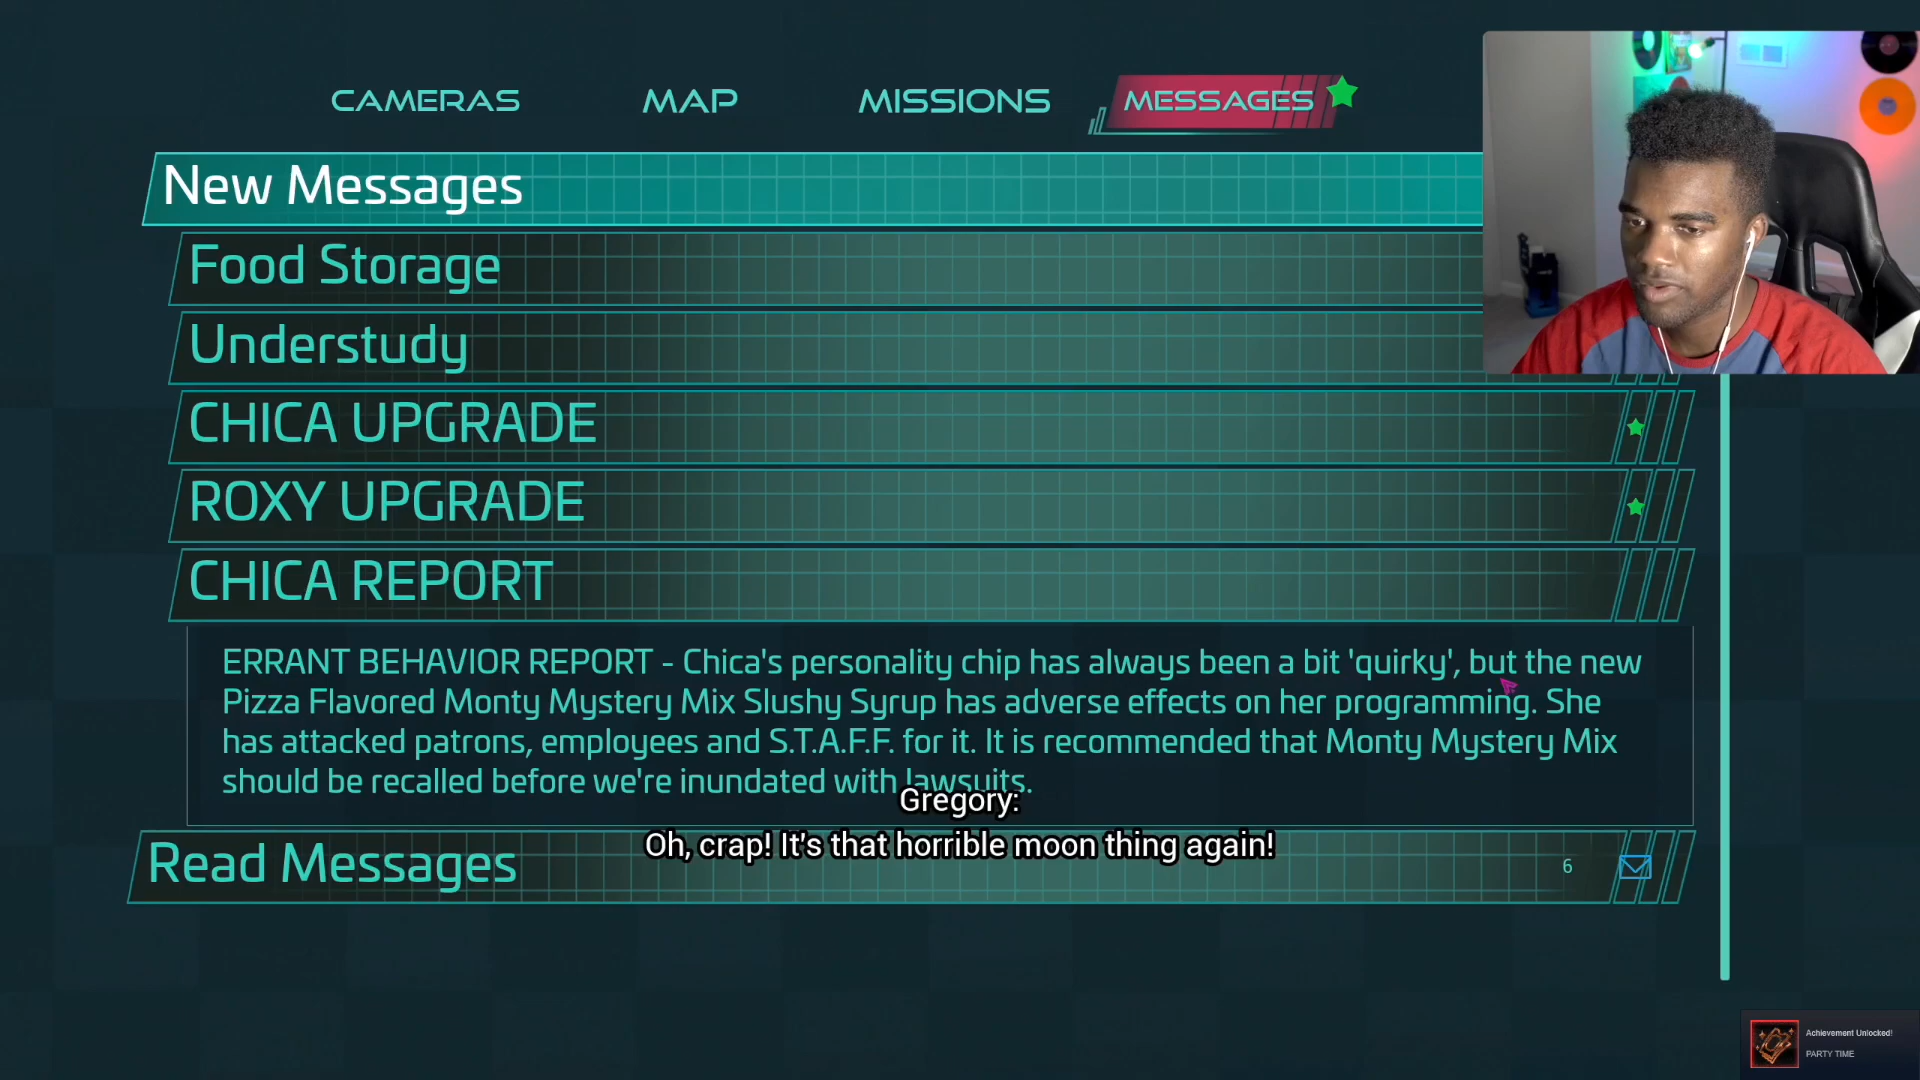 CAMERAS MAP MISSIONS MESSAGES
New Messages
Food Storage
Understudy
CHICA UPGRADE
ROXY UPGRADE
CHICA REPORT
ERRANT BEHAVIOR REPORT - Chica's personality chip has always been a bit 'quirky', but the new
Pizza Flavored Monty Mystery Mix Slushy Syrup has adverse effects on her programming. She
has attacked patrons, employees and S.T.A.F.F. for it. It is recommended that Monty Mystery Mix
should be recalled before we're inundated with lawsuits.
Gregory:
Oh, crap! It's that horrible moon thing again!
Read Messages 6
Achievement Unlocked!
PARTY TIME